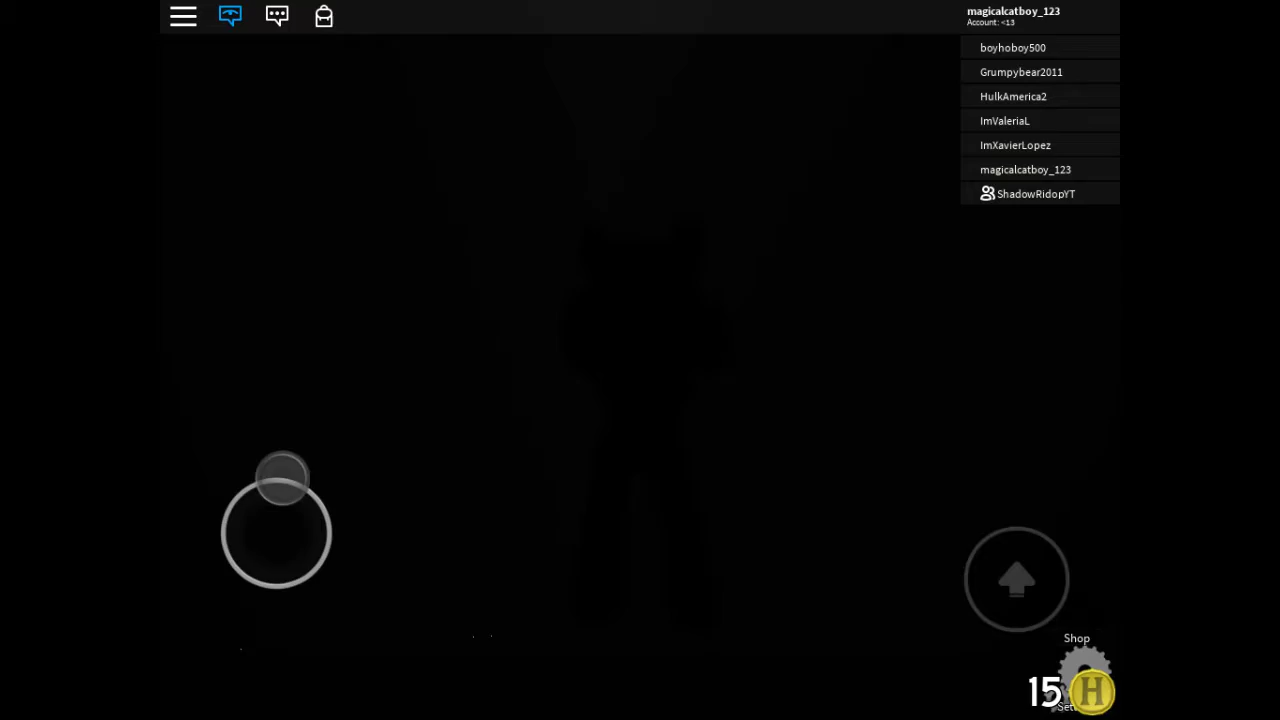 magicalcatboy_123
Account: <13
boyhoboy500
Grumpybear2011
HulkAmerica2
ImValeriaL
ImXavierLopez
magicalcatboy_123
ShadowRidopYT
Shop
15 H